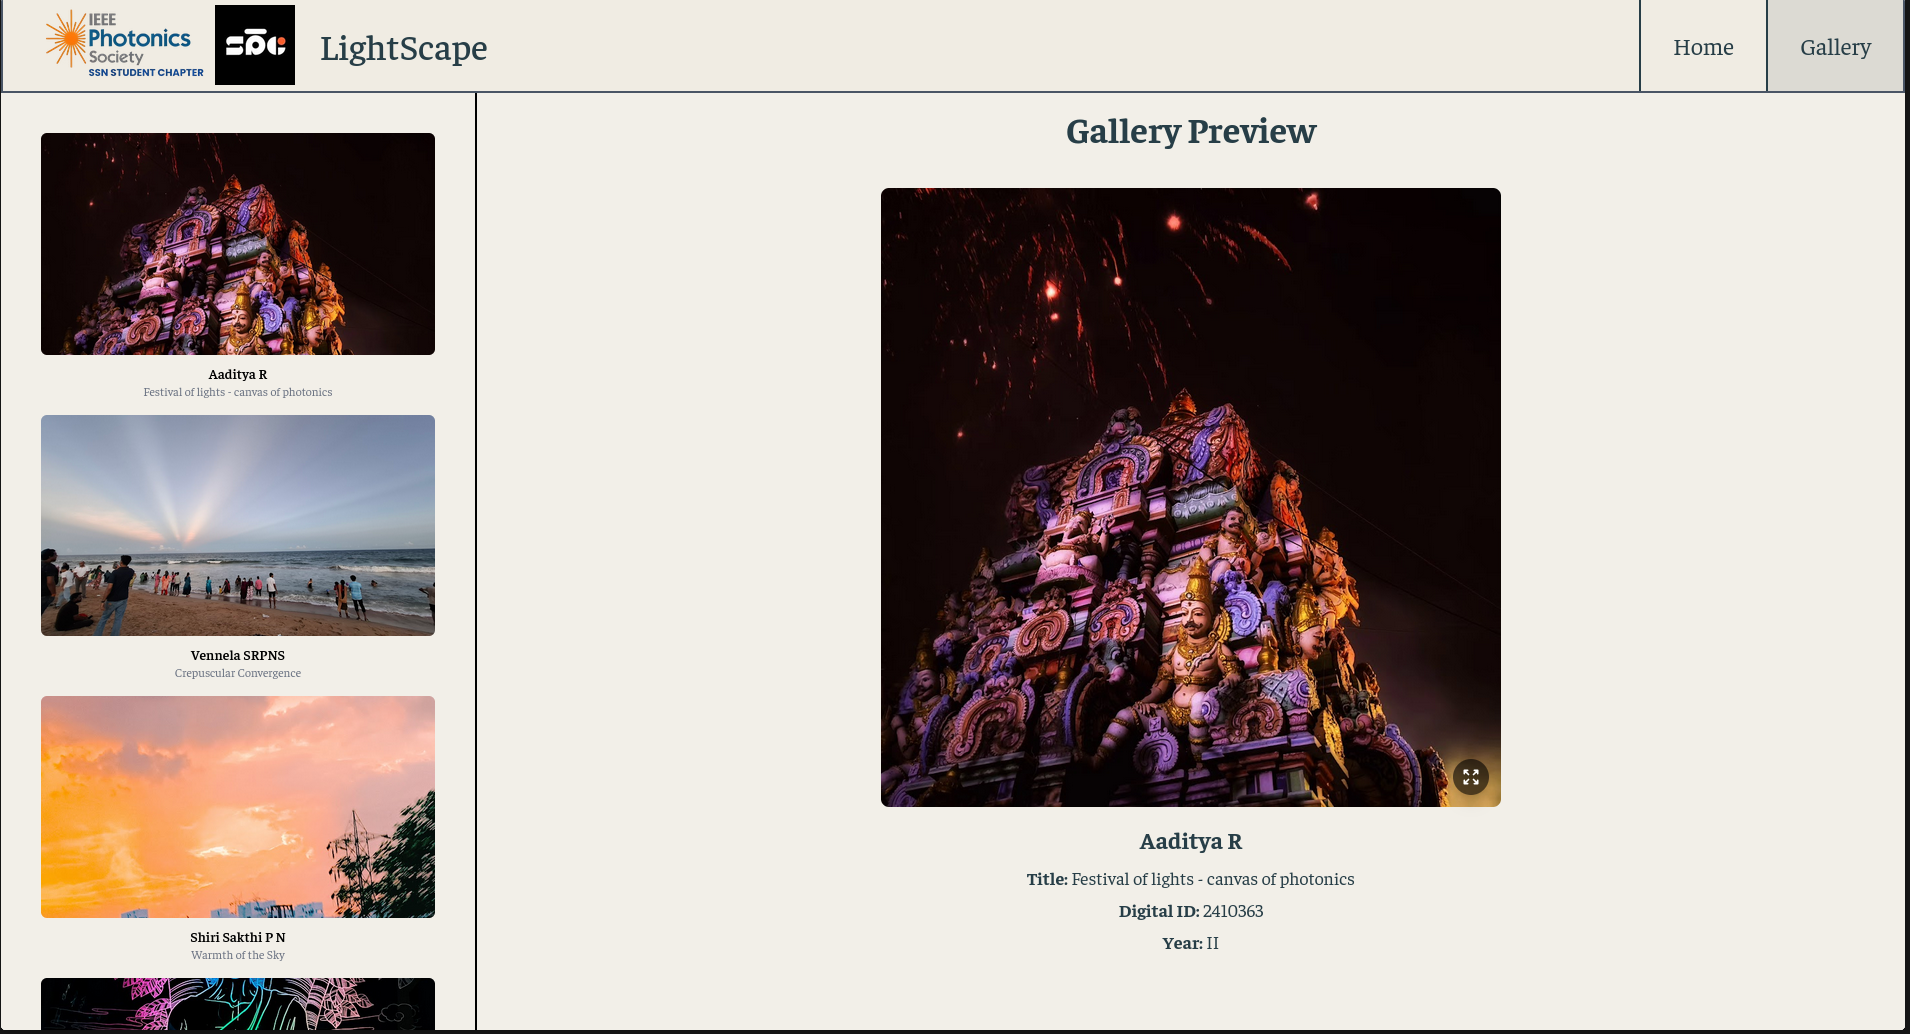 IEEE
Photonics
Society
SSN STUDENT CHAPTER
spc
LightScape
Home
Gallery
Aaditya R
Festival of lights - canvas of photonics
Vennela SRPNS
Crepuscular Convergence
Shiri Sakthi P N
Warmth of the Sky
Gallery Preview
Aaditya R
Title: Festival of lights - canvas of photonics
Digital ID: 2410363
Year: II